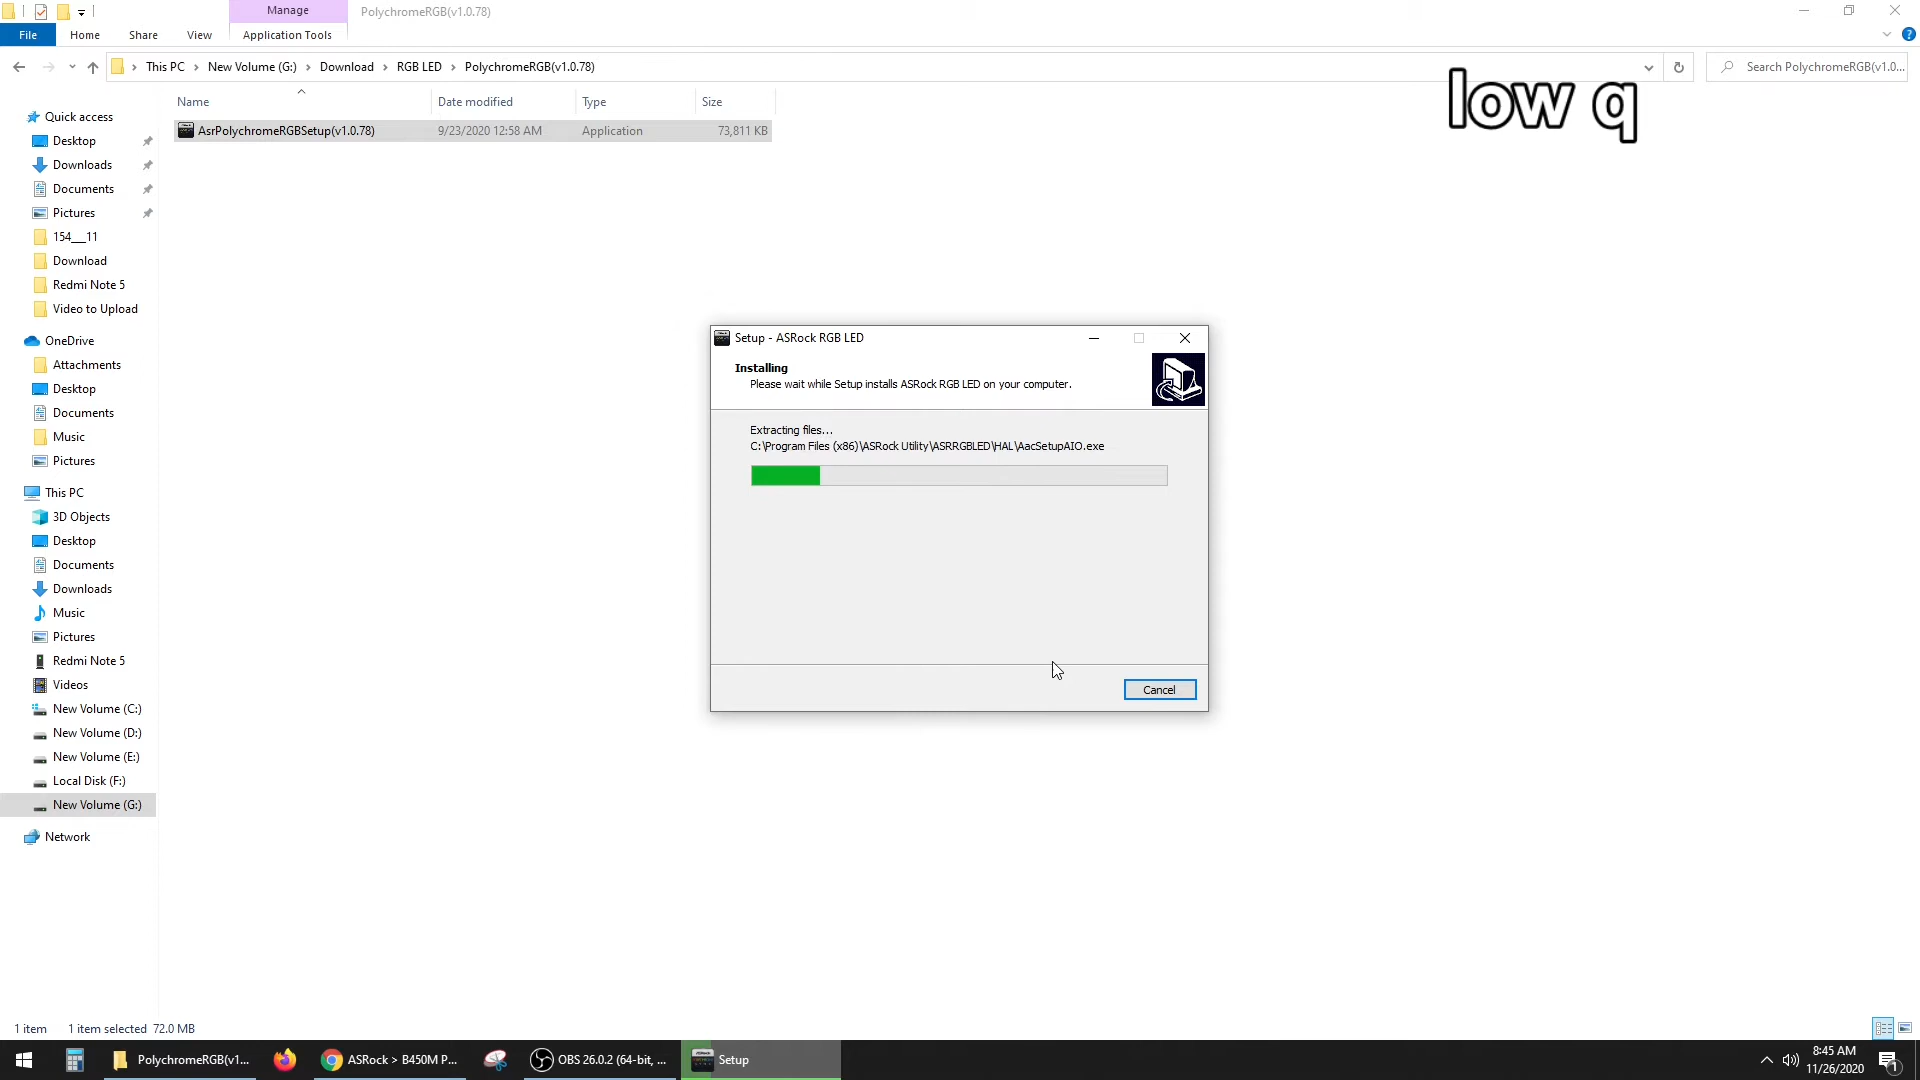 Manage
PolychromeRGB(v1.0.78)
File
Home
Share
View
Application Tools
This PC
New Volume (G:)
Download
RGB LED
PolychromeRGB(v1.0.78)
Search PolychromeRGB(v1.0...
low q
Name
Date modified
Type
Size
AsrPolychromeRGBSetup(v1.0.78)
9/23/2020 12:58 AM
Application
73,811 KB
Quick access
Desktop
Downloads
Documents
Pictures
154___11
Download
Redmi Note 5
Video to Upload
OneDrive
Attachments
Desktop
Documents
Music
Pictures
This PC
3D Objects
Desktop
Documents
Downloads
Music
Pictures
Redmi Note 5
Videos
New Volume (C:)
New Volume (D:)
New Volume (E:)
Local Disk (F:)
New Volume (G:)
Network
Setup - ASRock RGB LED
Installing
Please wait while Setup installs ASRock RGB LED on your computer.
Extracting files...
C:\Program Files (x86)\ASRock Utility\ASRRGBLED\HAL\AacSetupAIO.exe
Cancel
1 item
1 item selected 72.0 MB
PolychromeRGB(v1...
ASRock > B450M P...
OBS 26.0.2 (64-bit, ...
Setup
8:45 AM
11/26/2020
1